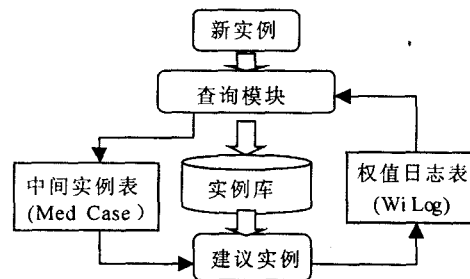 新实例
查询模块
中间实例表
(Med Case)
实例库
权值日志表
(Wi Log)
建议实例